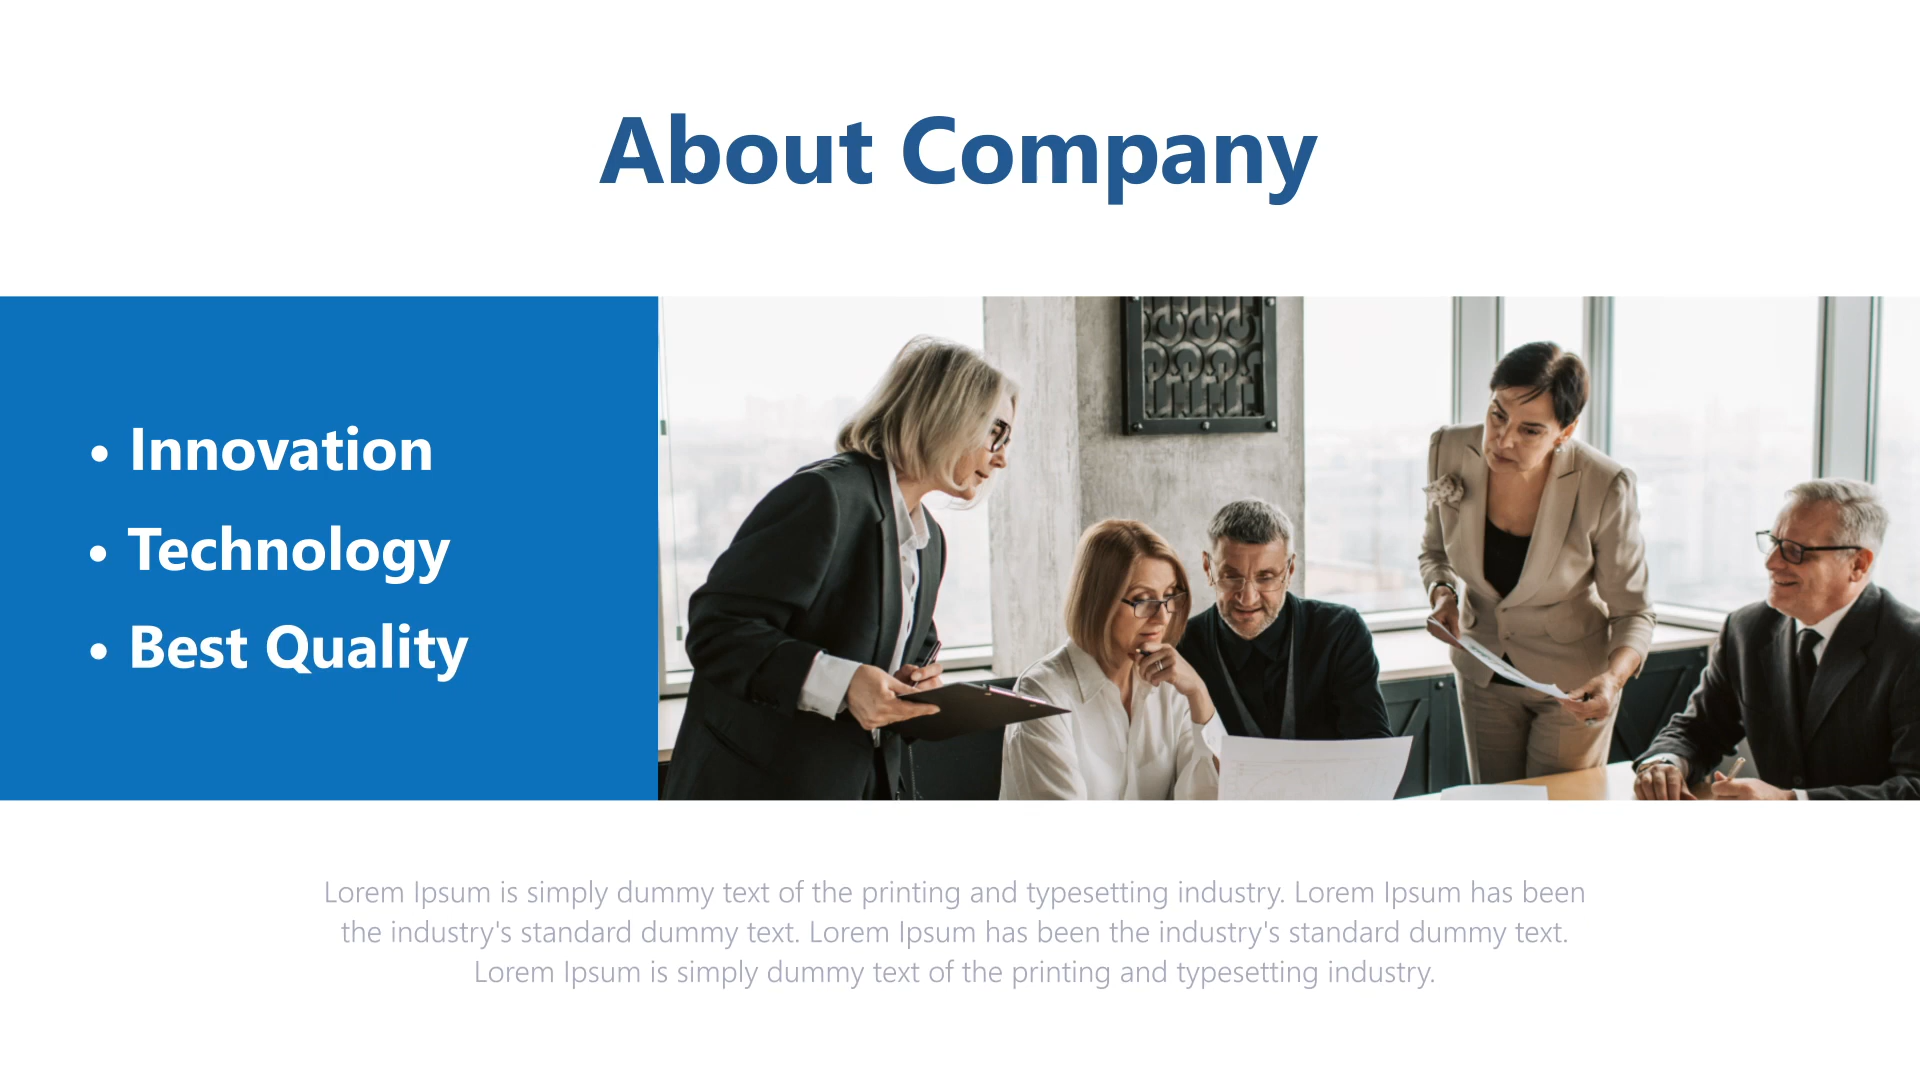 About Company
• Innovation
• Technology
• Best Quality
Lorem Ipsum is simply dummy text of the printing and typesetting industry. Lorem Ipsum has been
the industry's standard dummy text. Lorem Ipsum has been the industry's standard dummy text.
Lorem Ipsum is simply dummy text of the printing and typesetting industry.